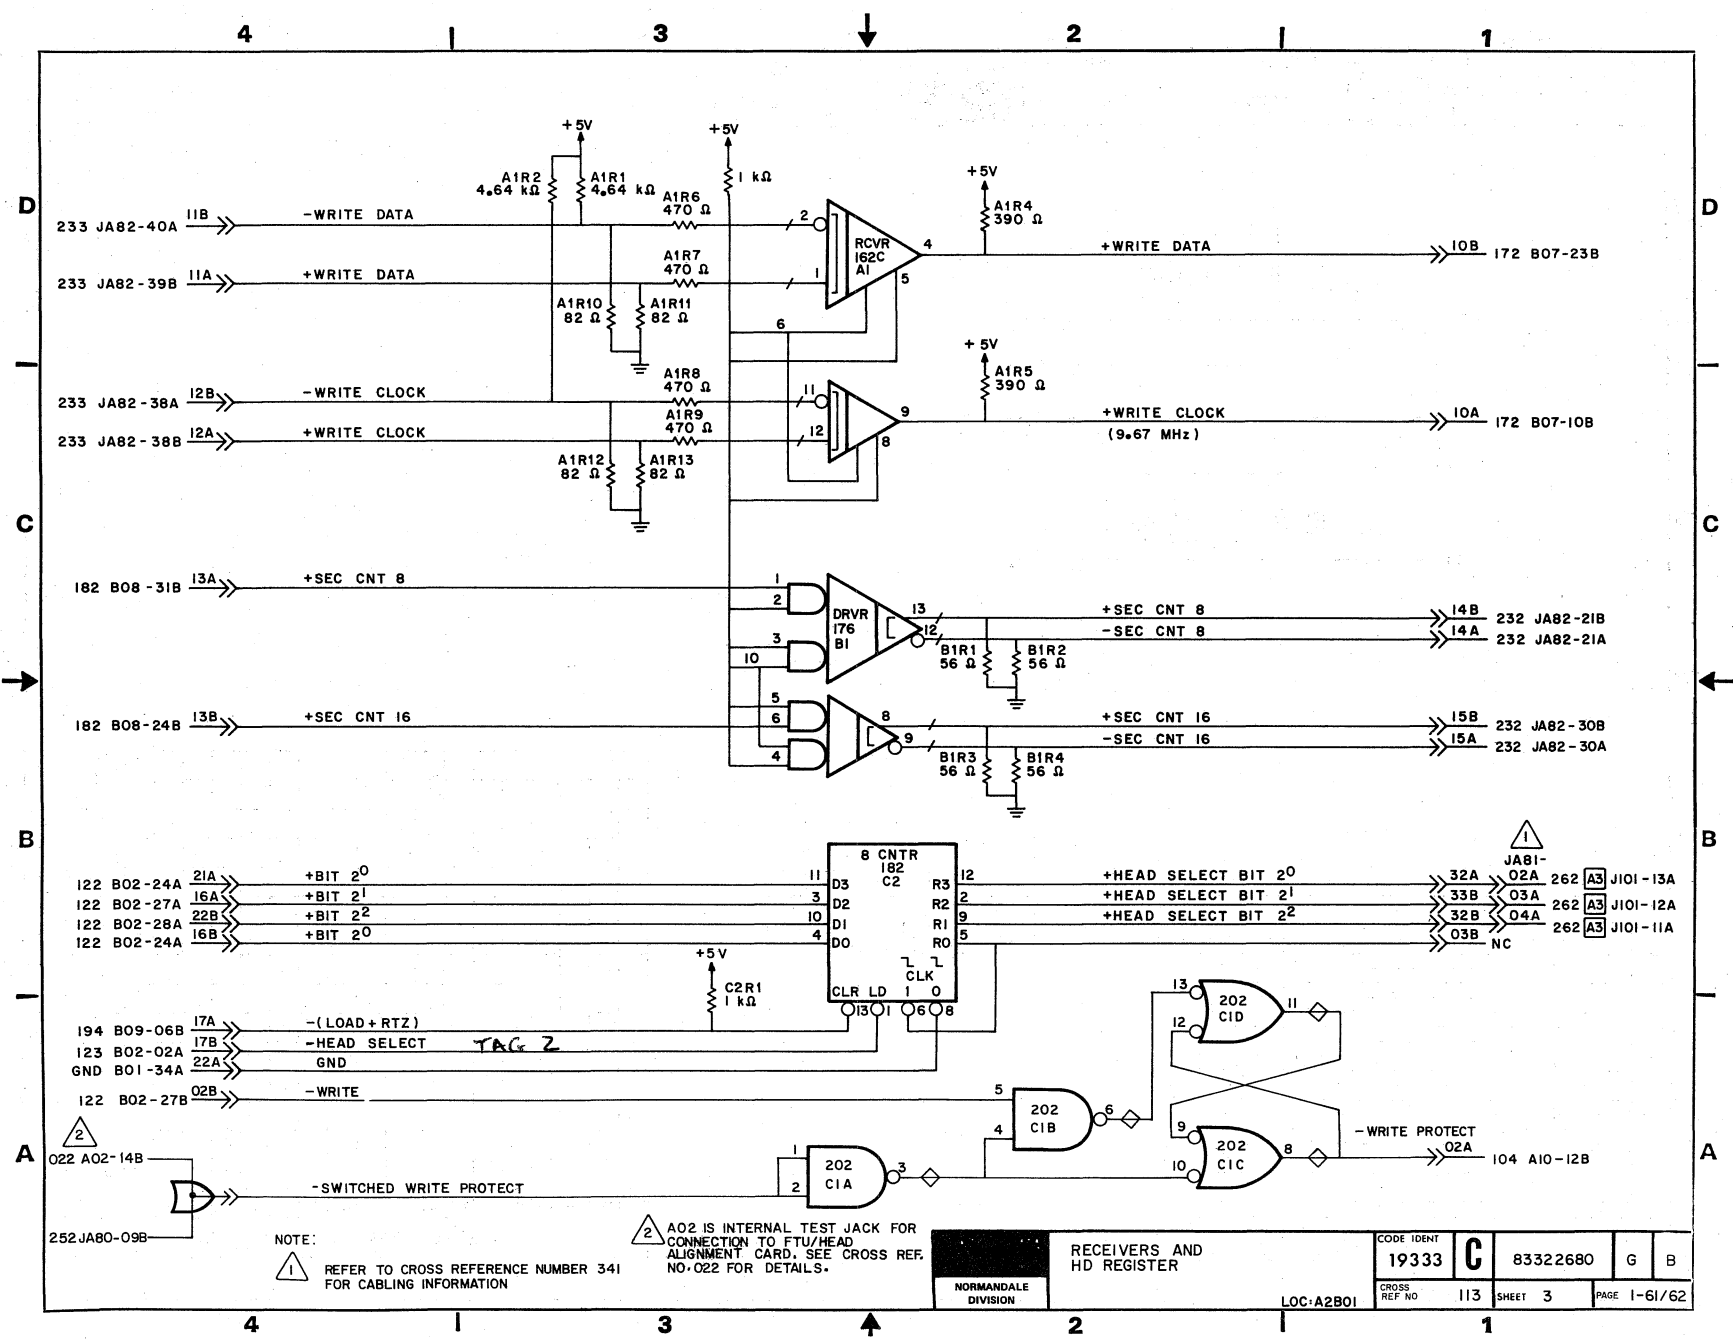 4 3 2 1
D
+5V
+5V
A1R2
4.64 kΩ
A1R1
4.64 kΩ
1 kΩ
+5V
A1R4
390 Ω
D
233 JA82-40A 11B -WRITE DATA
A1R6
470 Ω
2
RCVR
162C
A1
4 +WRITE DATA 10B 172 B07-23B
233 JA82-39B 11A +WRITE DATA
A1R7
470 Ω
1
5
A1R10
82 Ω
A1R11
82 Ω
6
+5V
A1R5
390 Ω
233 JA82-38A 12B -WRITE CLOCK
A1R8
470 Ω
11
9 +WRITE CLOCK 10A 172 B07-10B
(9.67 MHz)
233 JA82-38B 12A +WRITE CLOCK
A1R9
470 Ω
12
8
A1R12
82 Ω
A1R13
82 Ω
C C
182 B08-31B 13A +SEC CNT 8
1
2
3
10
DRVR
176
B1
13 +SEC CNT 8 14B 232 JA82-21B
12 -SEC CNT 8 14A 232 JA82-21A
B1R1
56 Ω
B1R2
56 Ω
182 B08-24B 13B +SEC CNT 16
5
6
4
8 +SEC CNT 16 15B 232 JA82-30B
9 -SEC CNT 16 15A 232 JA82-30A
B1R3
56 Ω
B1R4
56 Ω
B B
1
JA81-
8 CNTR
182
C2
122 B02-24A 21A +BIT 2⁰ 11 D3 R3 12 +HEAD SELECT BIT 2⁰ 32A 02A 262 A3 J101-13A
122 B02-27A 16A +BIT 2¹ 3 D2 R2 2 +HEAD SELECT BIT 2¹ 33B 03A 262 A3 J101-12A
122 B02-28A 22B +BIT 2² 10 D1 R1 9 +HEAD SELECT BIT 2² 32B 04A 262 A3 J101-11A
122 B02-24A 16B +BIT 2⁰ 4 D0 R0 5 03B NC
+5V
C2R1
1 kΩ
CLK
CLR LD 1 0
13 1 6 8
194 B09-06B 17A -(LOAD+RTZ)
123 B02-02A 17B -HEAD SELECT TAG 2
GND B01-34A 22A GND
122 B02-27B 02B -WRITE
13
12
202
C1D
11
5
4
202
C1B
6
9
10
202
C1C
8
-WRITE PROTECT
02A 104 A10-12B
A A
2
022 A02-14B
1
2
202
C1A
3
-SWITCHED WRITE PROTECT
252JA80-09B
NOTE:
1 REFER TO CROSS REFERENCE NUMBER 341
FOR CABLING INFORMATION
2 A02 IS INTERNAL TEST JACK FOR
CONNECTION TO FTU/HEAD
ALIGNMENT CARD. SEE CROSS REF.
NO.022 FOR DETAILS.
NORMANDALE
DIVISION
RECEIVERS AND
HD REGISTER
LOC:A2B01
CODE IDENT
19333 C 83322680 G B
CROSS
REF NO 113 SHEET 3 PAGE 1-61/62
4 3 2 1